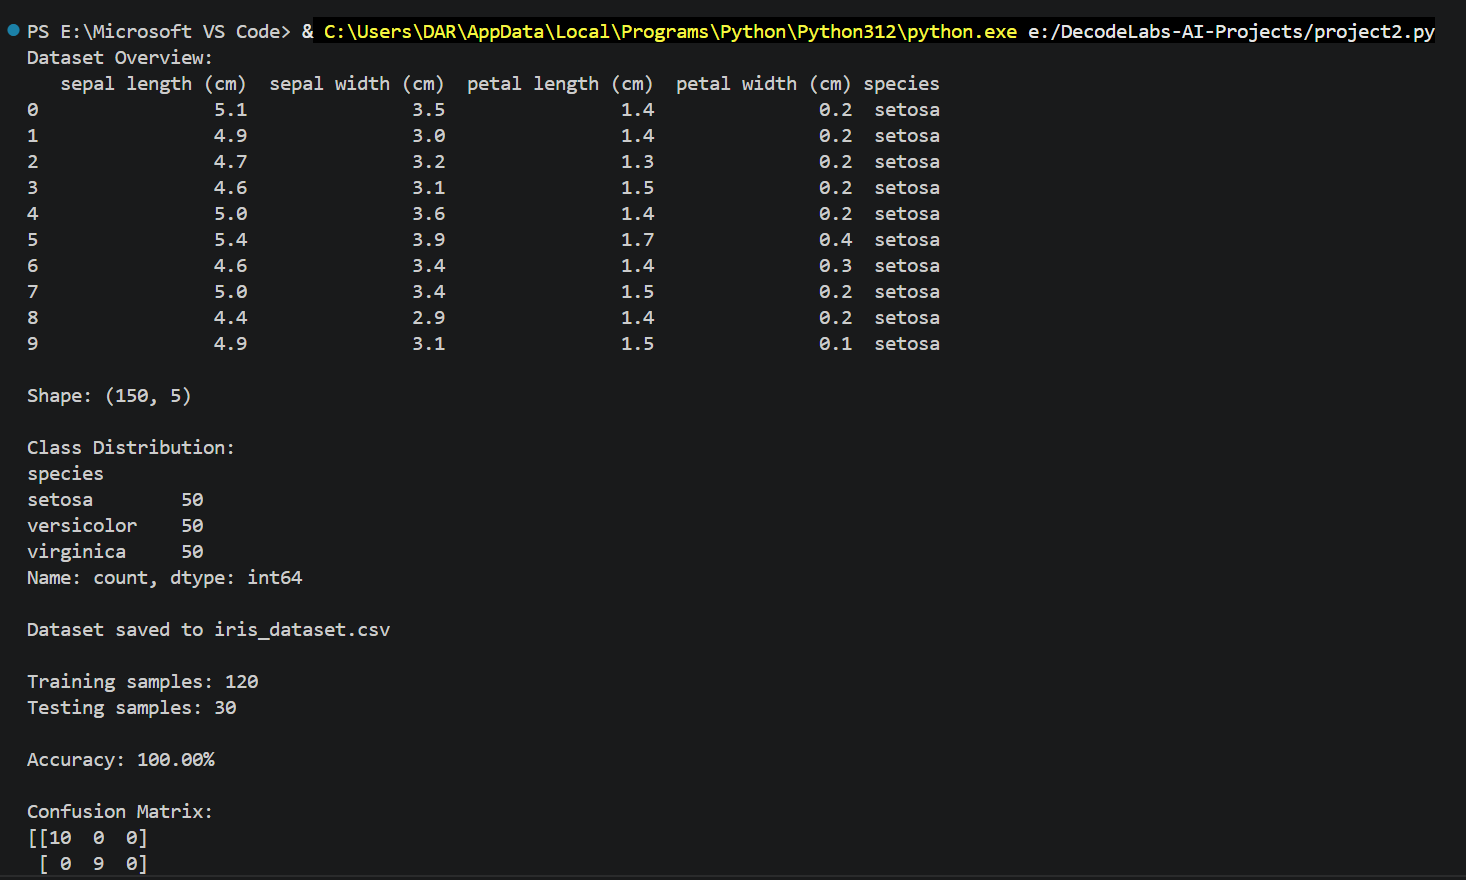 PS E:\Microsoft VS Code> & C:\Users\DAR\AppData\Local\Programs\Python\Python312\python.exe e:/DecodeLabs-AI-Projects/project2.py
Dataset Overview:
   sepal length (cm)  sepal width (cm)  petal length (cm)  petal width (cm) species
0                5.1               3.5                1.4               0.2  setosa
1                4.9               3.0                1.4               0.2  setosa
2                4.7               3.2                1.3               0.2  setosa
3                4.6               3.1                1.5               0.2  setosa
4                5.0               3.6                1.4               0.2  setosa
5                5.4               3.9                1.7               0.4  setosa
6                4.6               3.4                1.4               0.3  setosa
7                5.0               3.4                1.5               0.2  setosa
8                4.4               2.9                1.4               0.2  setosa
9                4.9               3.1                1.5               0.1  setosa

Shape: (150, 5)

Class Distribution:
species
setosa        50
versicolor    50
virginica     50
Name: count, dtype: int64

Dataset saved to iris_dataset.csv

Training samples: 120
Testing samples: 30

Accuracy: 100.00%

Confusion Matrix:
[[10  0  0]
 [ 0  9  0]